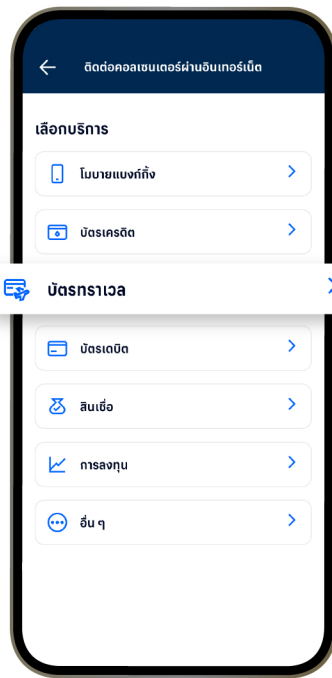 ติดต่อคอลเซนเตอร์ผ่านอินเทอร์เน็ต
เลือกบริการ
โมบายแบงก์กิ้ง
บัตรเครดิต
บัตรทราเวล
บัตรเดบิต
สินเชื่อ
การลงทุน
อื่น ๆ